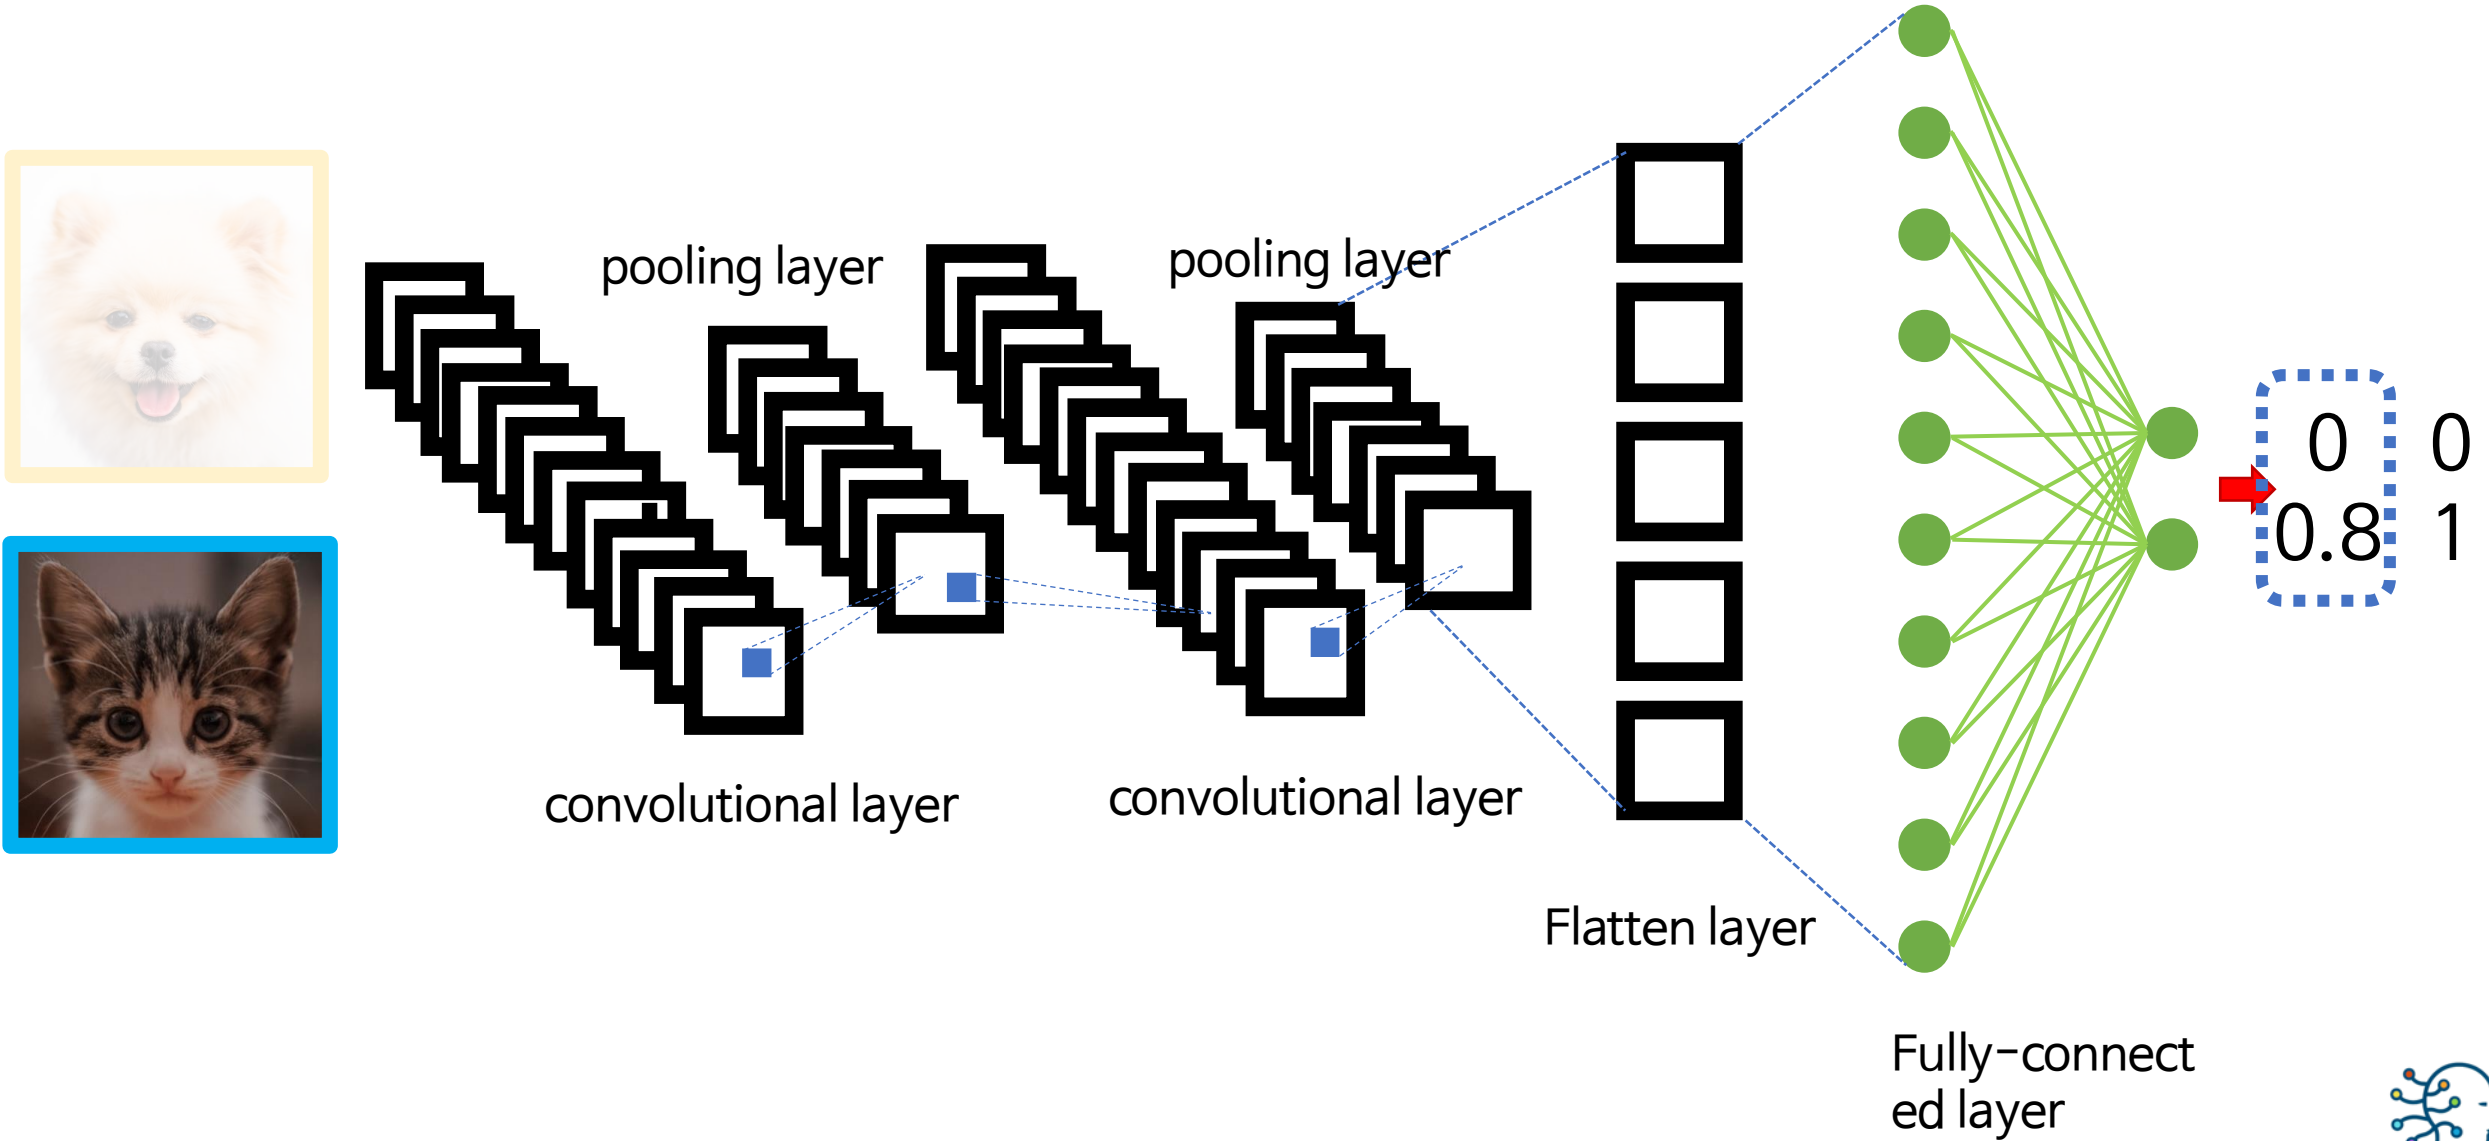 pooling layer
pooling layer
convolutional layer
convolutional layer
Flatten layer
Fully-connect
ed layer
0 0
0.8 1